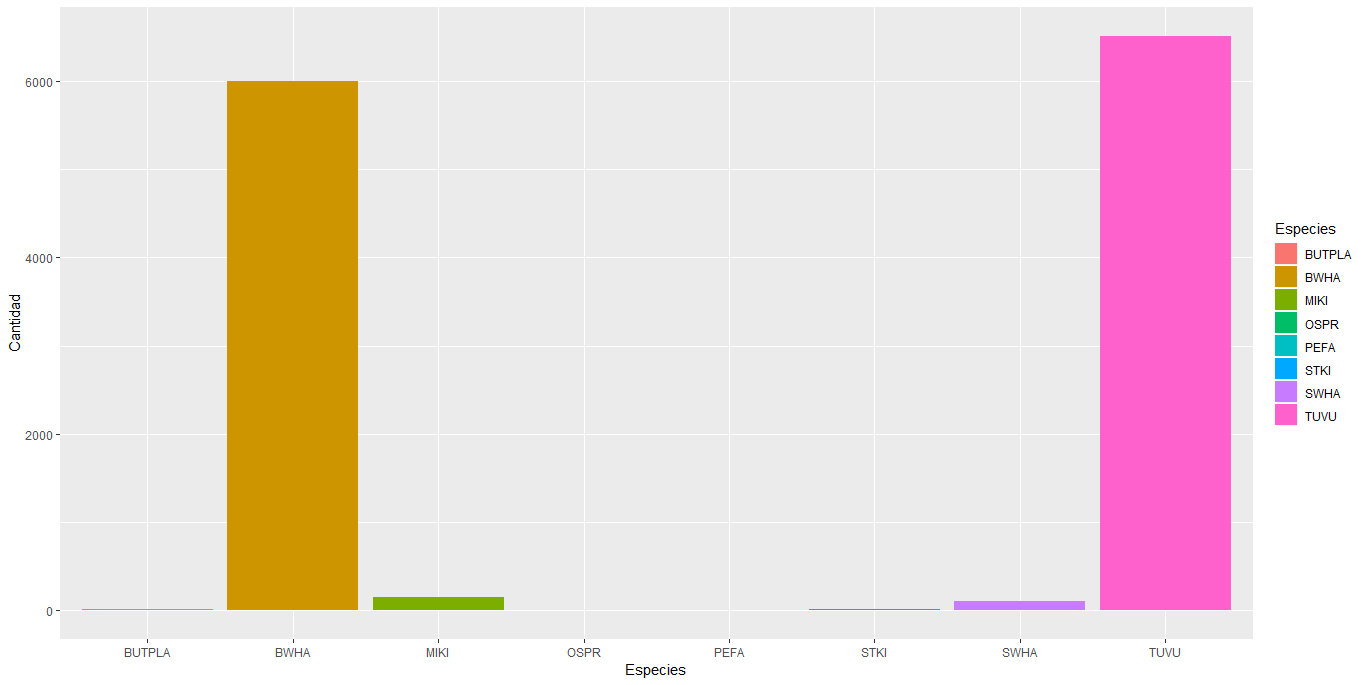 6000
4000
2000
0
Cantidad
BUTPLA
BWHA
MIKI
OSPR
PEFA
STKI
SWHA
TUVU
Especies
Especies
BUTPLA
BWHA
MIKI
OSPR
PEFA
STKI
SWHA
TUVU